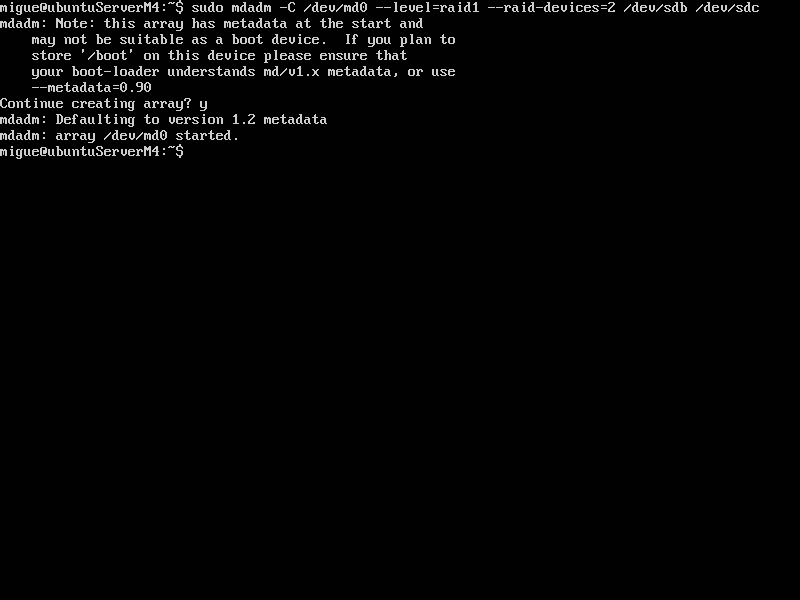 migue@ubuntuServerM4:~$ sudo mdadm -C /dev/md0 --level=raid1 --raid-devices=2 /dev/sdb /dev/sdc
mdadm: Note: this array has metadata at the start and
    may not be suitable as a boot device.  If you plan to
    store '/boot' on this device please ensure that
    your boot-loader understands md/v1.x metadata, or use
    --metadata=0.90
Continue creating array? y
mdadm: Defaulting to version 1.2 metadata
mdadm: array /dev/md0 started.
migue@ubuntuServerM4:~$